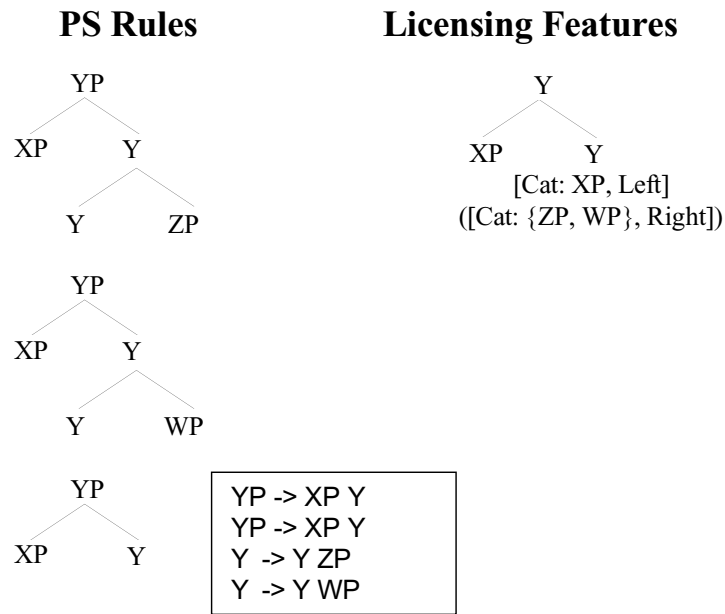 PS Rules
Licensing Features
YP
XP Y
Y ZP
YP
XP Y
Y WP
YP
XP Y
Y
XP Y
[Cat: XP, Left]
([Cat: {ZP, WP}, Right])
YP -> XP Y
YP -> XP Y
Y -> Y ZP
Y -> Y WP